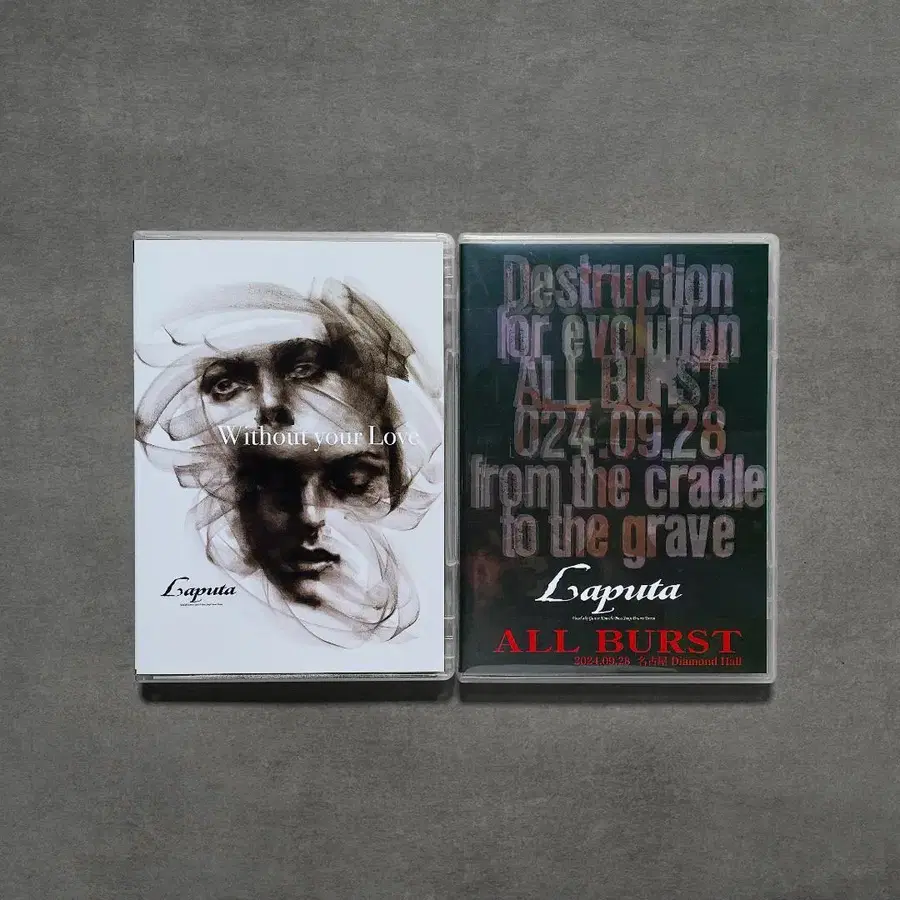 Without your Love
Laputa
Destruction
for evolution
ALL BURST
024.09.28
from the cradle
to the grave
Laputa
ALL BURST
2024.09.28 名古屋 Diamond Hall